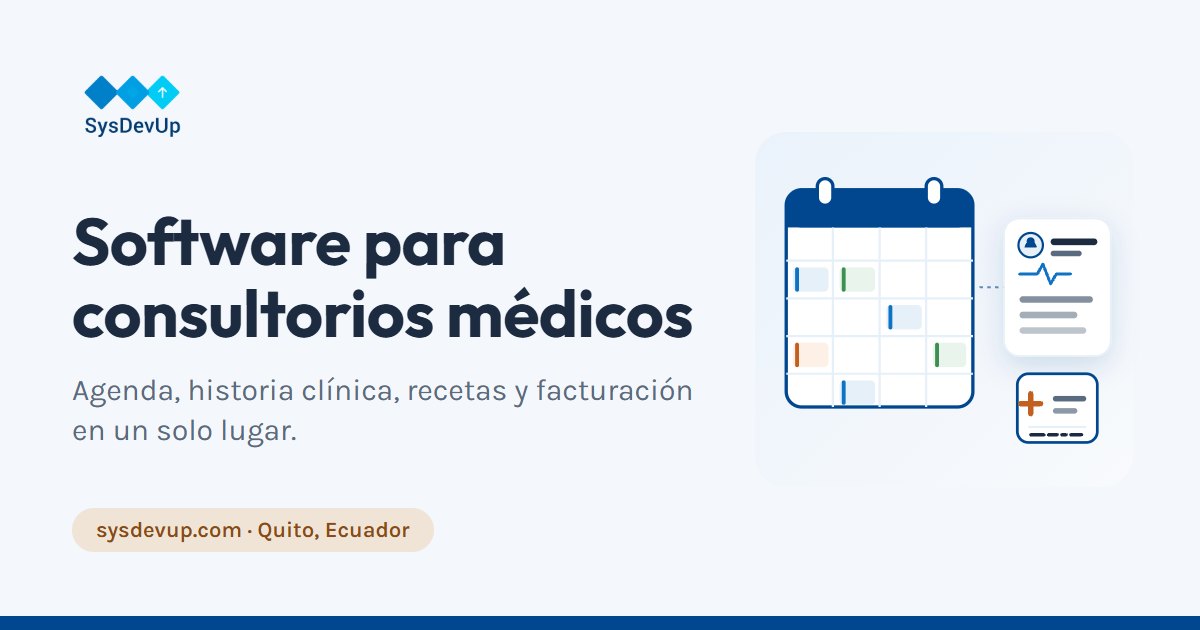 SysDevUp
Software para
consultorios médicos
Agenda, historia clínica, recetas y facturación
en un solo lugar.
sysdevup.com · Quito, Ecuador